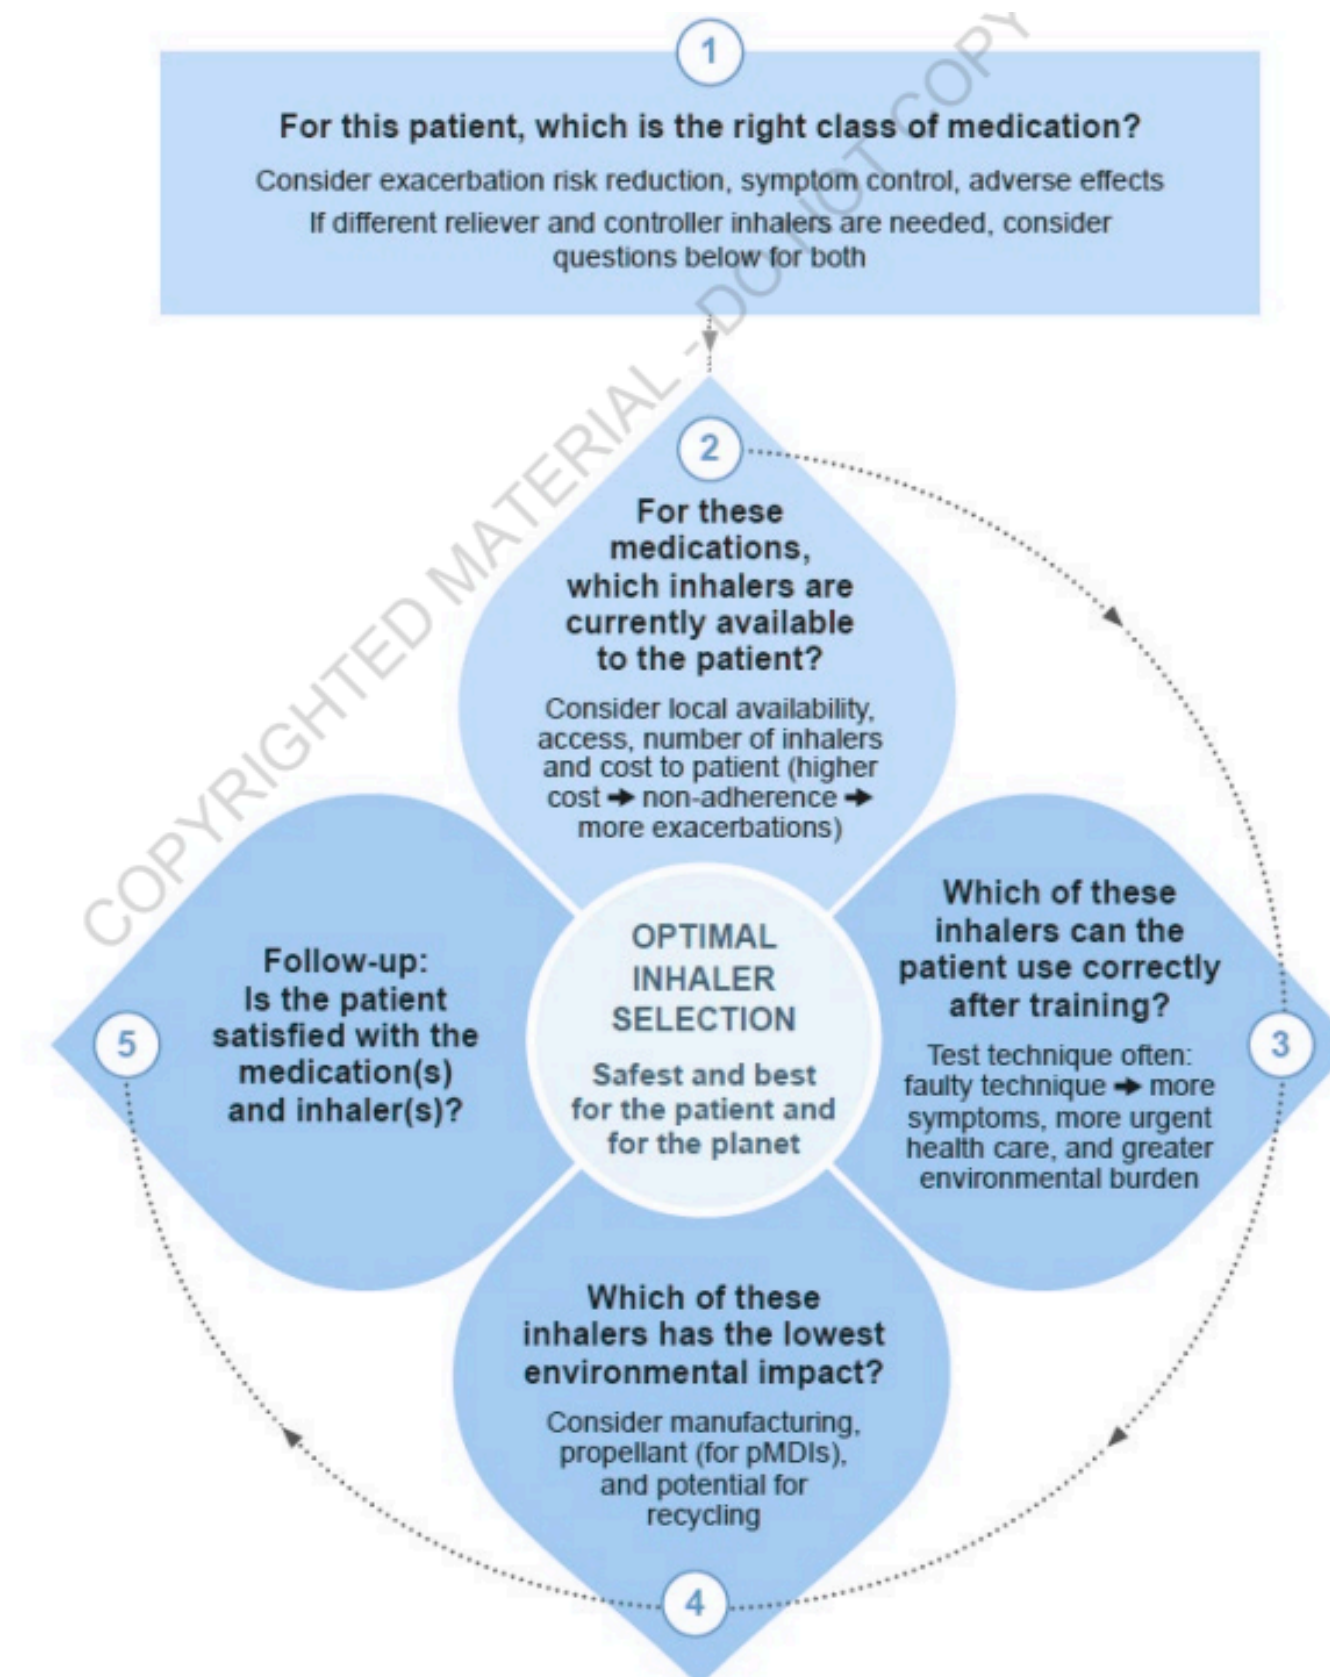 1
For this patient, which is the right class of medication?
Consider exacerbation risk reduction, symptom control, adverse effects
If different reliever and controller inhalers are needed, consider
questions below for both
COPYRIGHTED MATERIAL - DO NOT COPY
2
For these
medications,
which inhalers are
currently available
to the patient?
Consider local availability,
access, number of inhalers
and cost to patient (higher
cost ➔ non-adherence ➔
more exacerbations)
3
Which of these
inhalers can the
patient use correctly
after training?
Test technique often:
faulty technique ➔ more
symptoms, more urgent
health care, and greater
environmental burden
4
Which of these
inhalers has the lowest
environmental impact?
Consider manufacturing,
propellant (for pMDIs),
and potential for
recycling
5
Follow-up:
Is the patient
satisfied with the
medication(s)
and inhaler(s)?
OPTIMAL
INHALER
SELECTION
Safest and best
for the patient and
for the planet